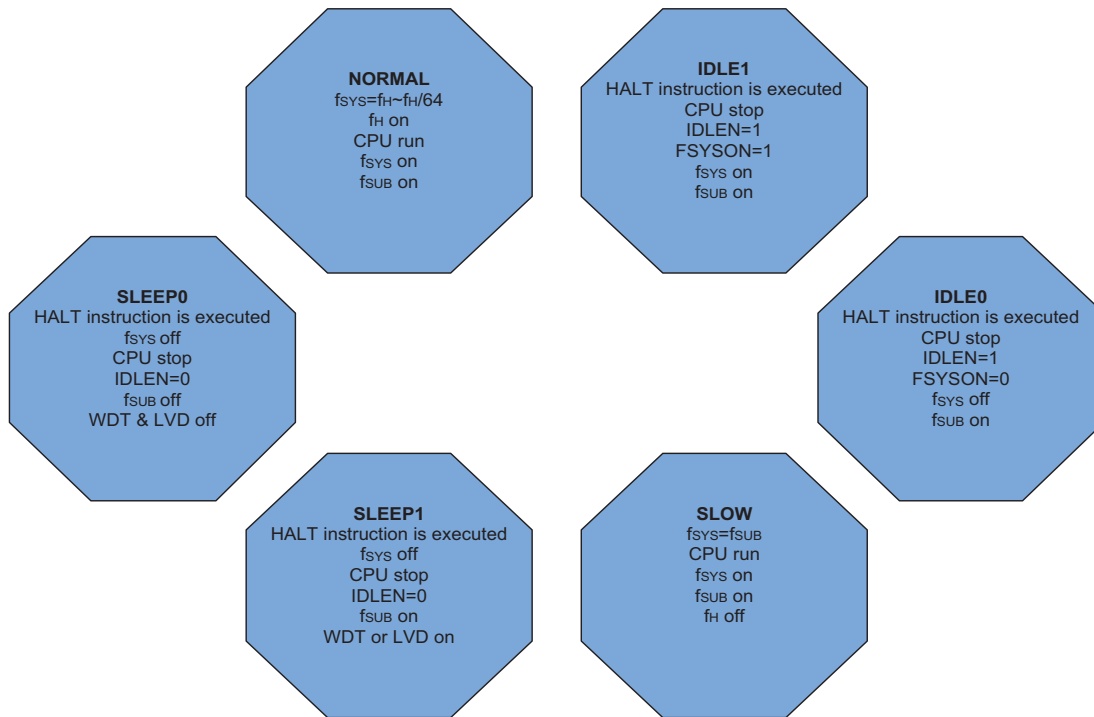 NORMAL
fSYS=fH~fH/64
fH on
CPU run
fSYS on
fSUB on
IDLE1
HALT instruction is executed
CPU stop
IDLEN=1
FSYSON=1
fSYS on
fSUB on
SLEEP0
HALT instruction is executed
fSYS off
CPU stop
IDLEN=0
fSUB off
WDT & LVD off
IDLE0
HALT instruction is executed
CPU stop
IDLEN=1
FSYSON=0
fSYS off
fSUB on
SLEEP1
HALT instruction is executed
fSYS off
CPU stop
IDLEN=0
fSUB on
WDT or LVD on
SLOW
fSYS=fSUB
CPU run
fSYS on
fSUB on
fH off